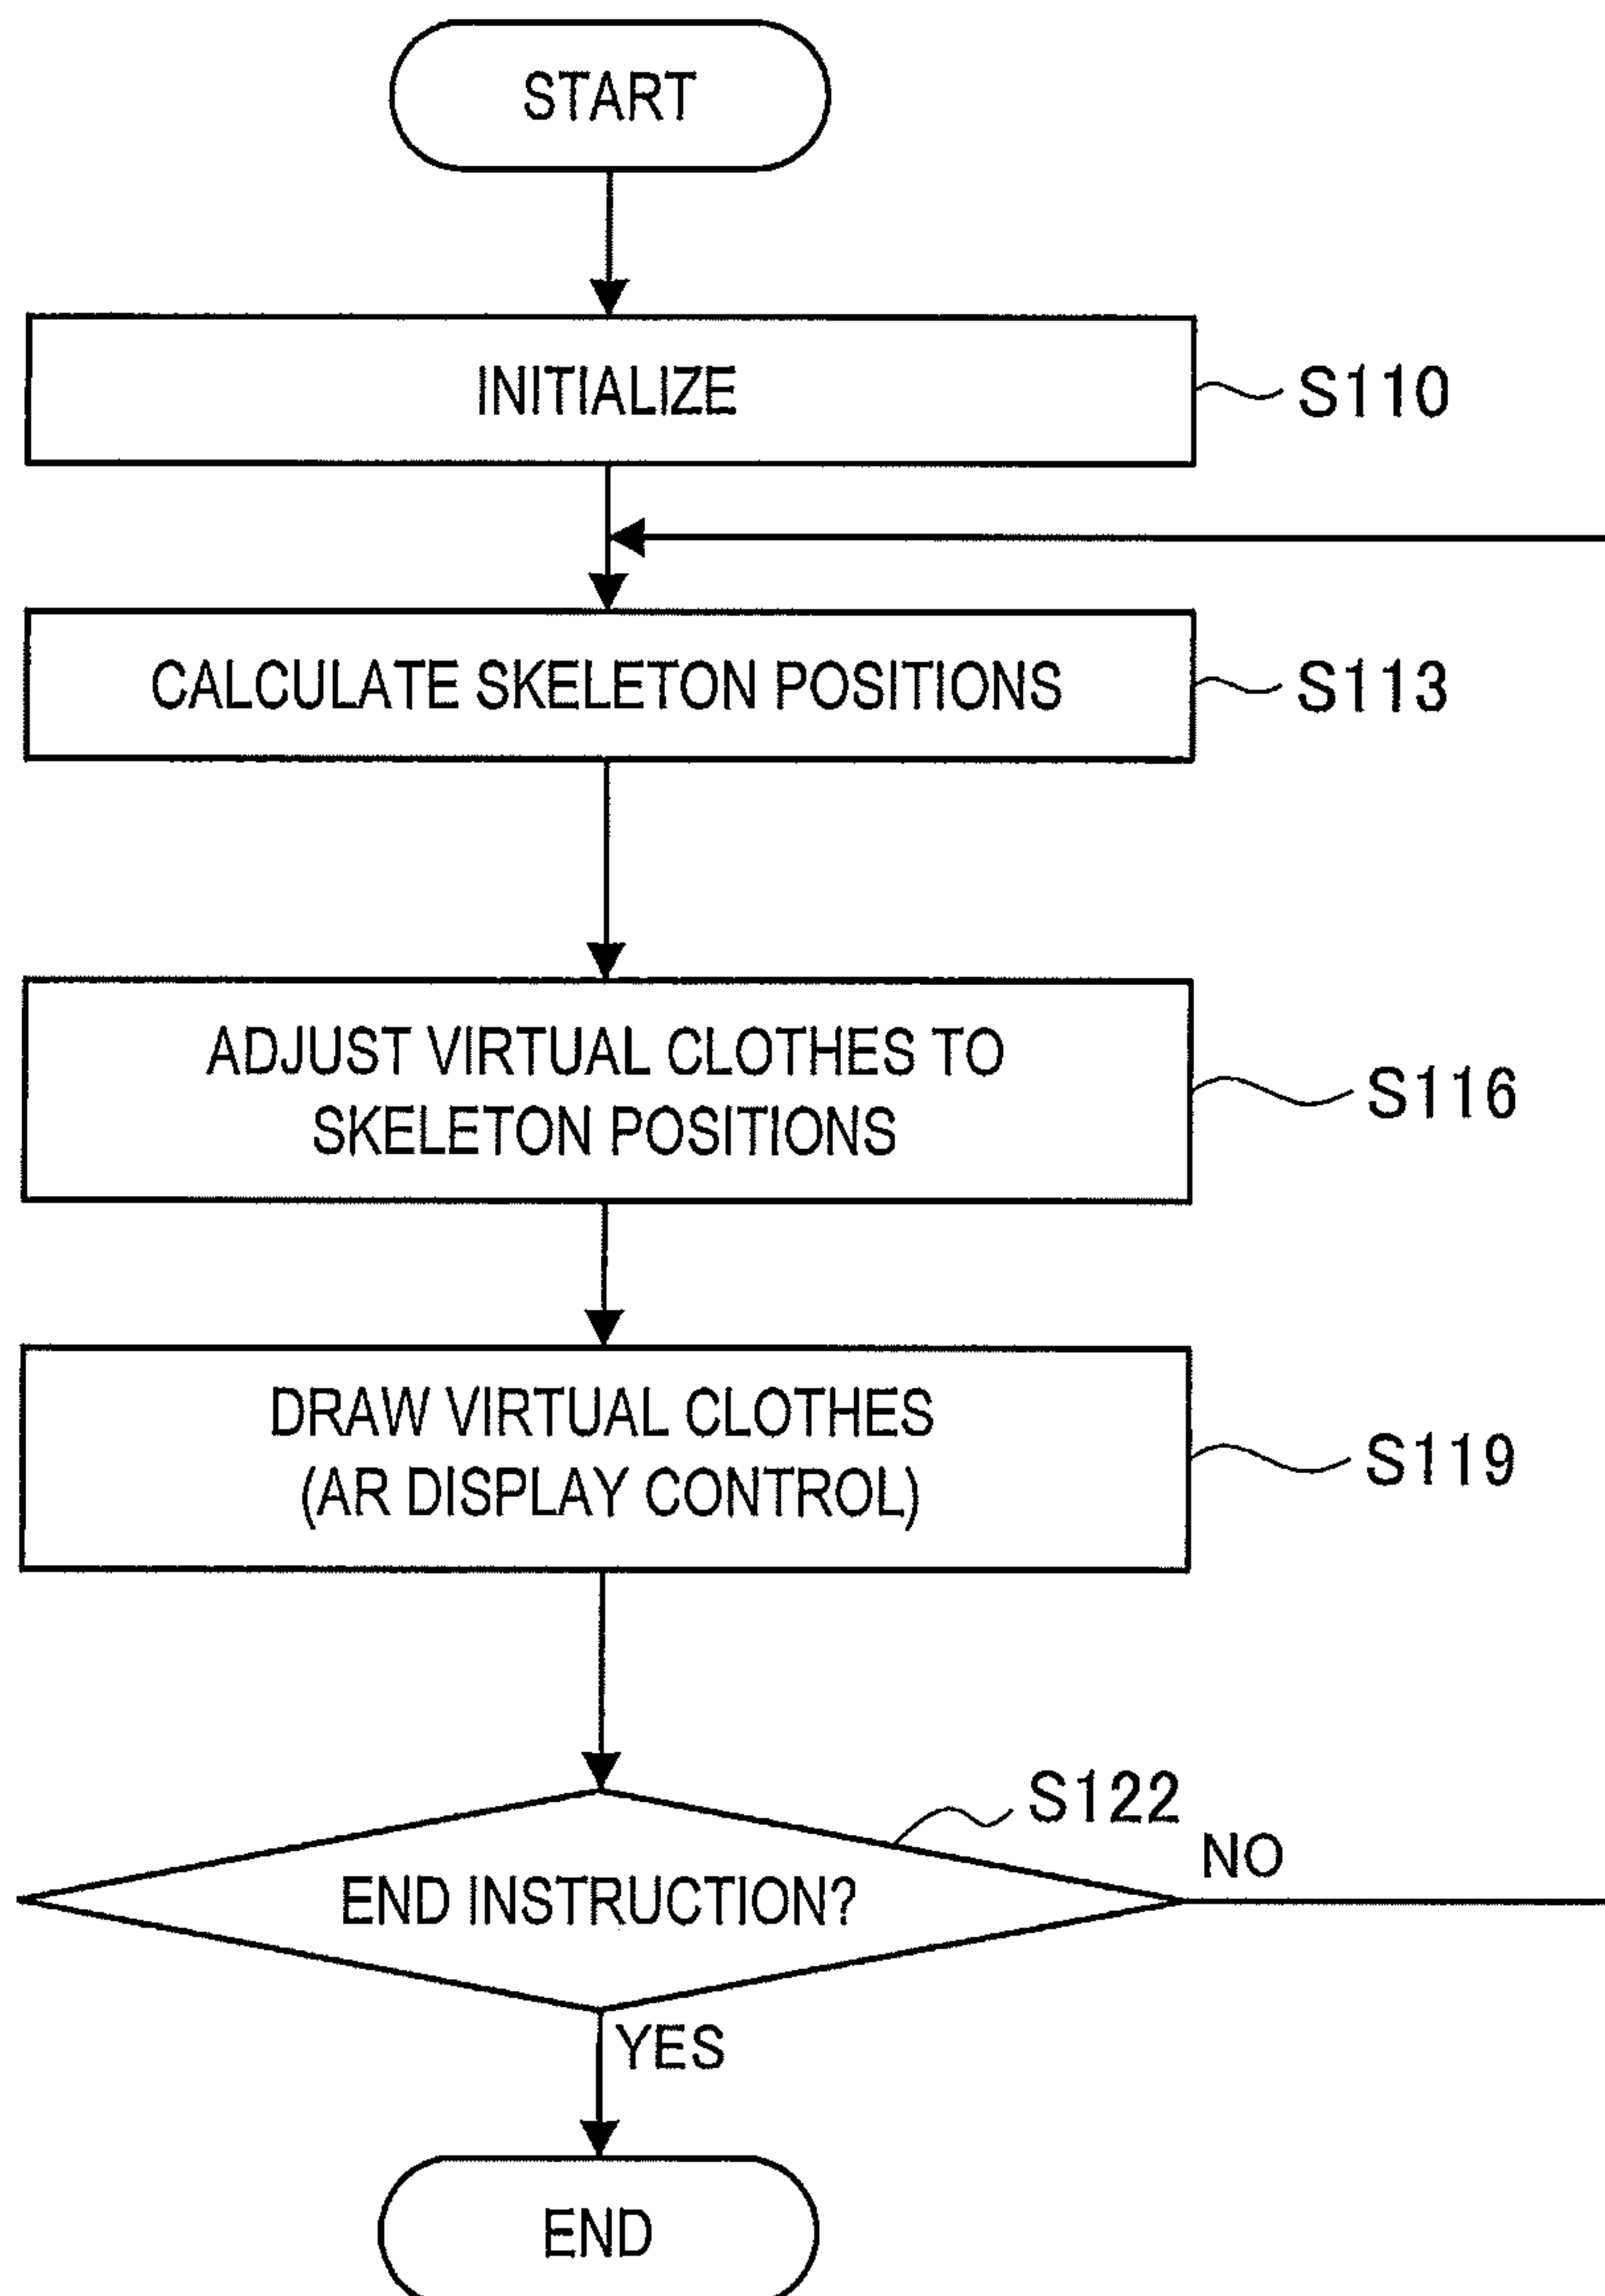 START
INITIALIZE
S110
CALCULATE SKELETON POSITIONS
S113
ADJUST VIRTUAL CLOTHES TO
SKELETON POSITIONS
S116
DRAW VIRTUAL CLOTHES
(AR DISPLAY CONTROL)
S119
S122
NO
END INSTRUCTION?
YES
END